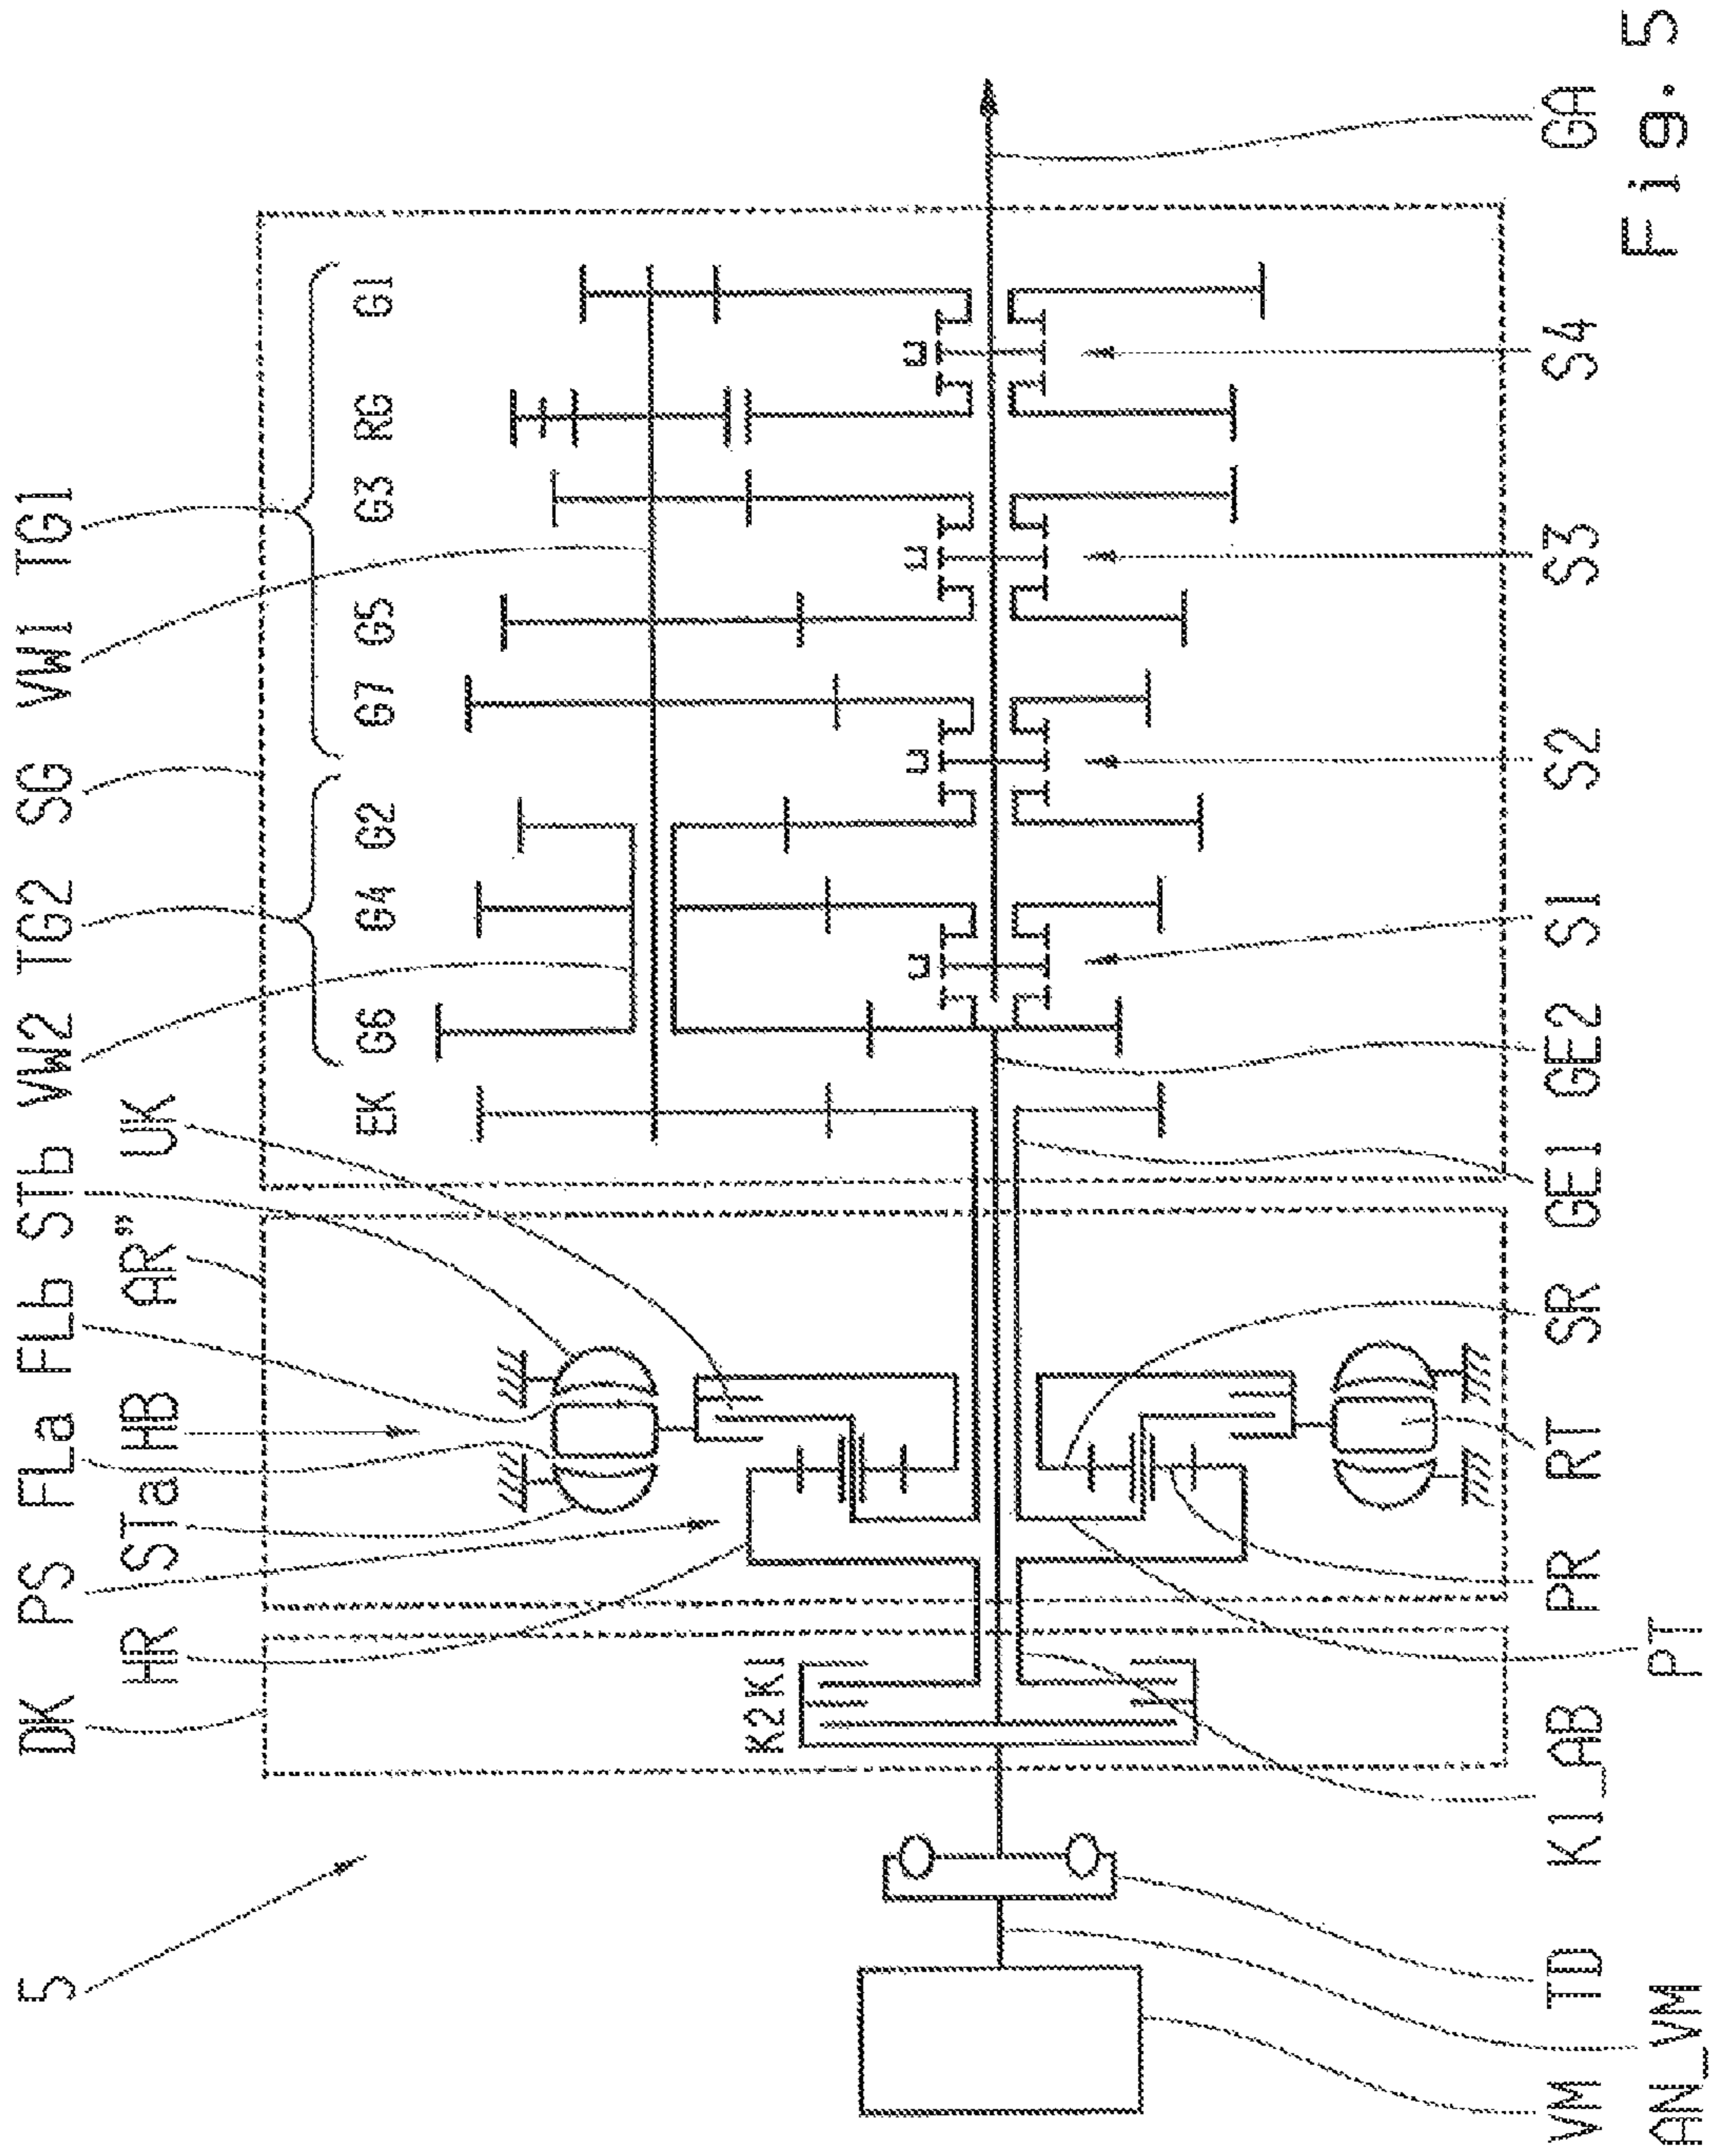 5
DK PS FLa FLb STb VW2 TG2 SG VW1 TG1
HR STa HB AR" UK
EK G6 G4 G2 G7 G5 G3 RG G1
K2 K1
E E E E
VM TD K1_AB PR RT SR GE1 GE2 S1 S2 S3 S4 GA
AN_VM PT
Fig. 5